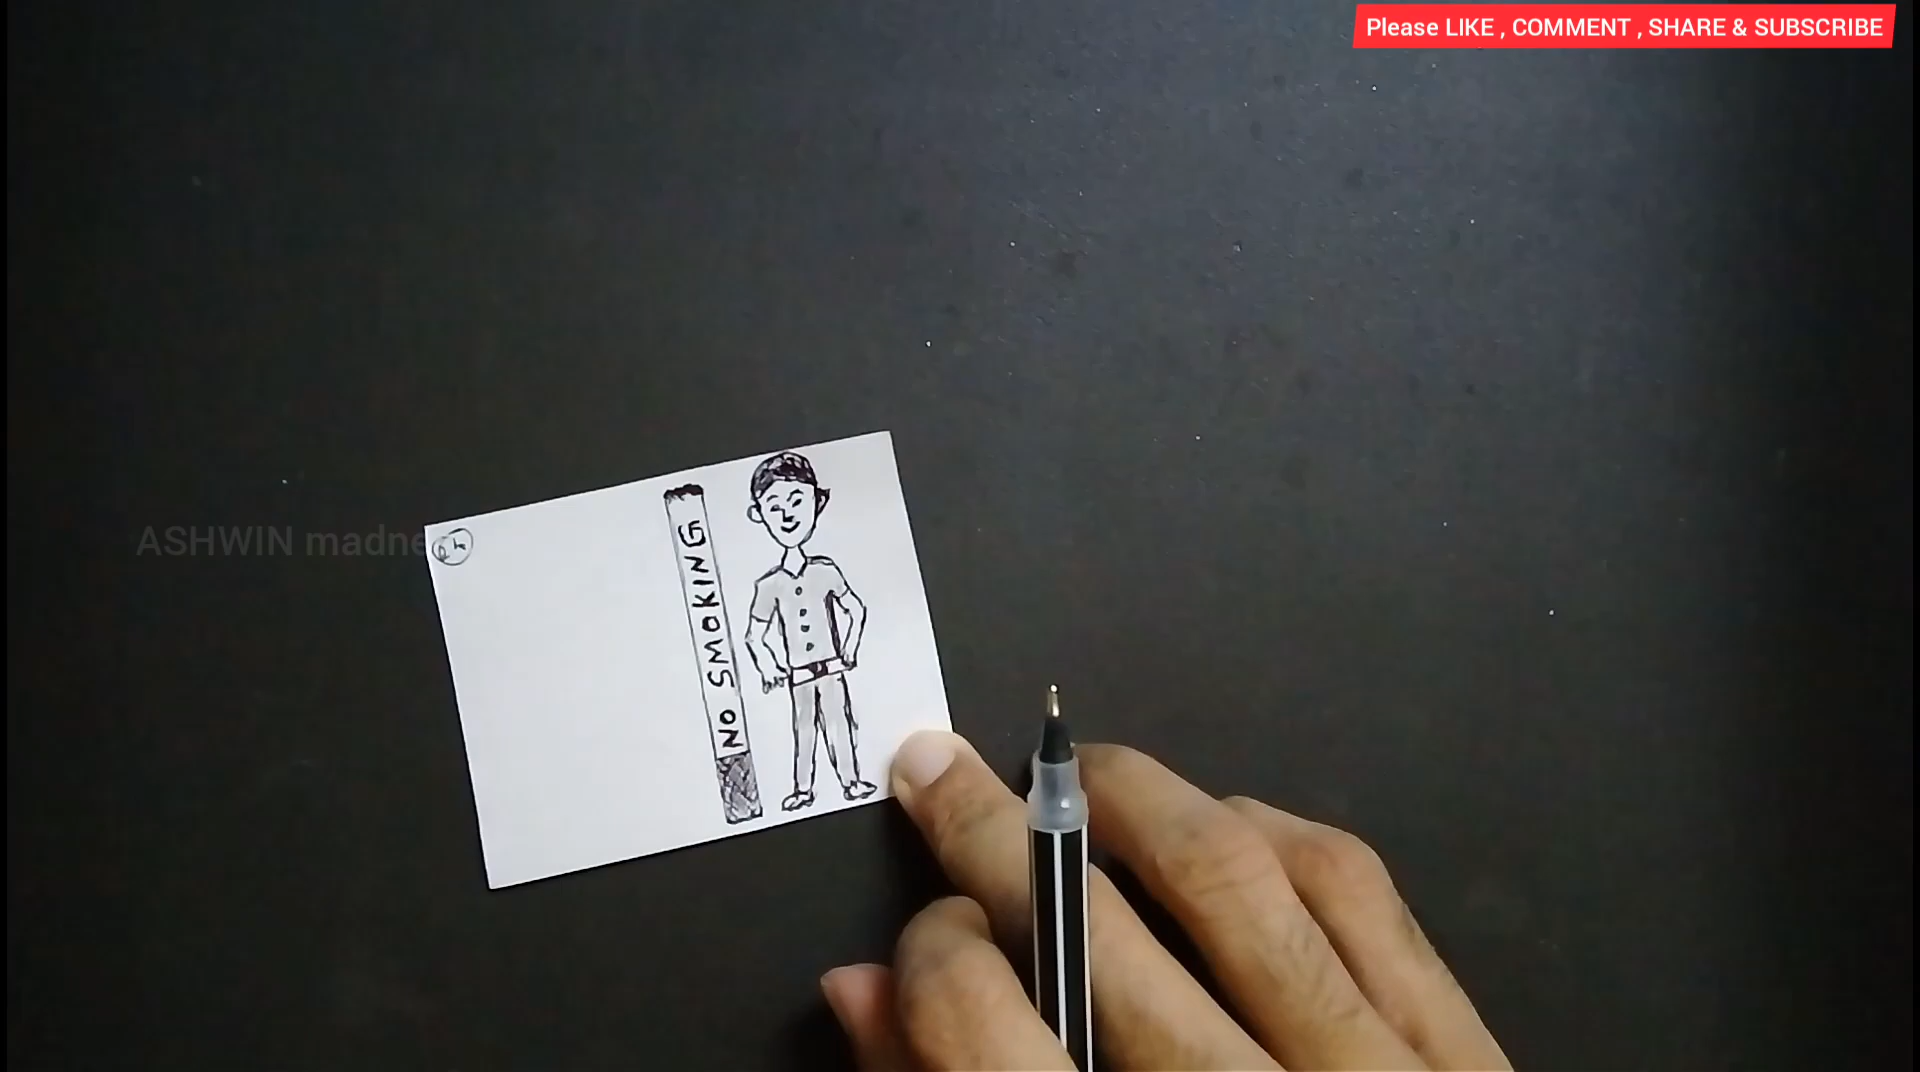 Please LIKE , COMMENT , SHARE & SUBSCRIBE
ASHWIN madne
NO SMOKING